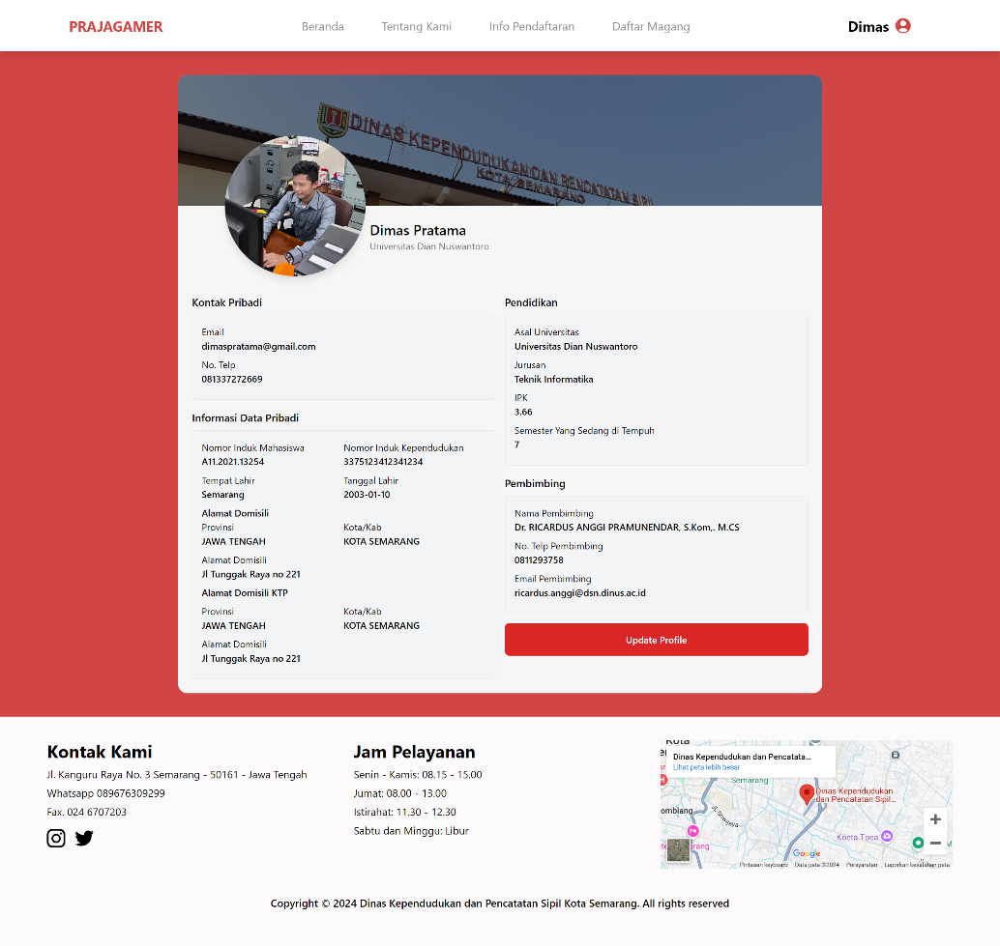 PRAJAGAMER
Beranda
Tentang Kami
Info Pendaftaran
Daftar Magang
Dimas
DINAS KEPENDUDUKAN DAN PENCATATAN SIPIL
KOTA SEMARANG
Dimas Pratama
Universitas Dian Nuswantoro
Kontak Pribadi
Email
dimaspratama@gmail.com
No. Telp
081337272669
Informasi Data Pribadi
Nomor Induk Mahasiswa
A11.2021.13254
Nomor Induk Kependudukan
3375123412341234
Tempat Lahir
Semarang
Tanggal Lahir
2003-01-10
Alamat Domisili
Provinsi
JAWA TENGAH
Kota/Kab
KOTA SEMARANG
Alamat Domisili
Jl Tunggak Raya no 221
Alamat Domisili KTP
Provinsi
JAWA TENGAH
Kota/Kab
KOTA SEMARANG
Alamat Domisili
Jl Tunggak Raya no 221
Pendidikan
Asal Universitas
Universitas Dian Nuswantoro
Jurusan
Teknik Informatika
IPK
3.66
Semester Yang Sedang di Tempuh
7
Pembimbing
Nama Pembimbing
Dr. RICARDUS ANGGI PRAMUNENDAR, S.Kom,. M.CS
No. Telp Pembimbing
0811293758
Email Pembimbing
ricardus.anggi@dsn.dinus.ac.id
Update Profile
Kontak Kami
Jl. Kanguru Raya No. 3 Semarang - 50161 - Jawa Tengah
Whatsapp 089676309299
Fax. 024 6707203
Jam Pelayanan
Senin - Kamis: 08.15 - 15.00
Jumat: 08.00 - 13.00
Istirahat: 11.30 - 12.30
Sabtu dan Minggu: Libur
Kota
Dinas Kependudukan dan Pencatata...
Lihat peta lebih besar
Semarang
Dinas Kependudukan
dan Pencatatan Sipil...
omblang
Jl. Sriwijaya
Koeta Toea
arang
Google
Pintasan keyboard
Data peta ©2024
Persyaratan
Laporkan kesalahan peta
Copyright © 2024 Dinas Kependudukan dan Pencatatan Sipil Kota Semarang. All rights reserved